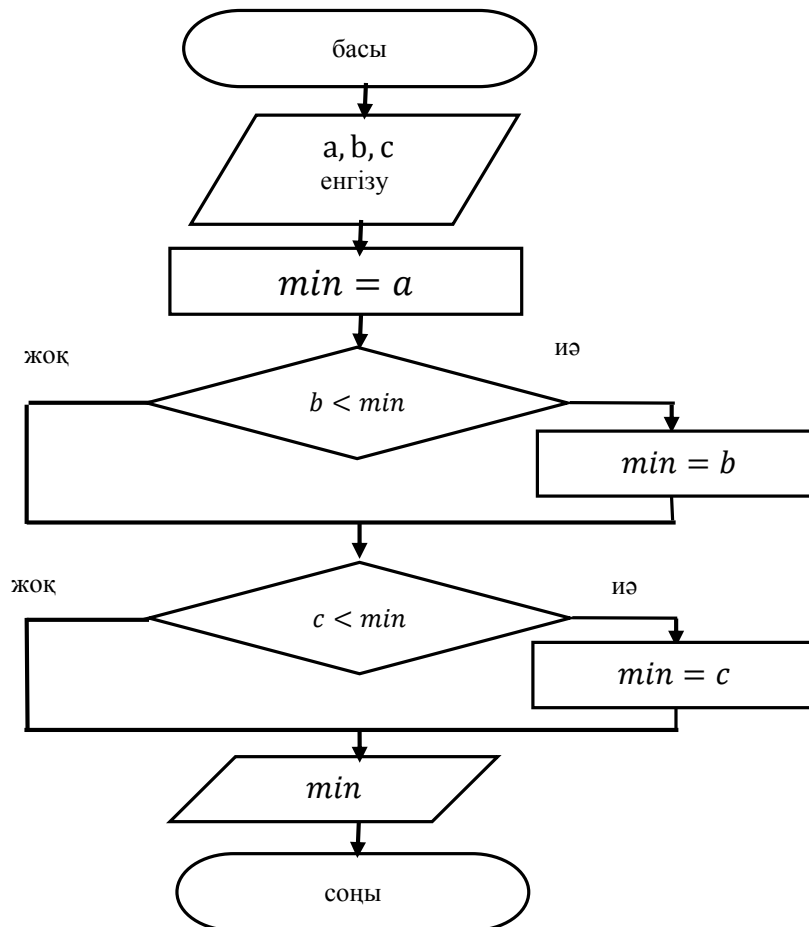 басы
a, b, c
енгізу
min = a
жоқ
иә
b < min
min = b
жоқ
иә
c < min
min = c
min
соңы